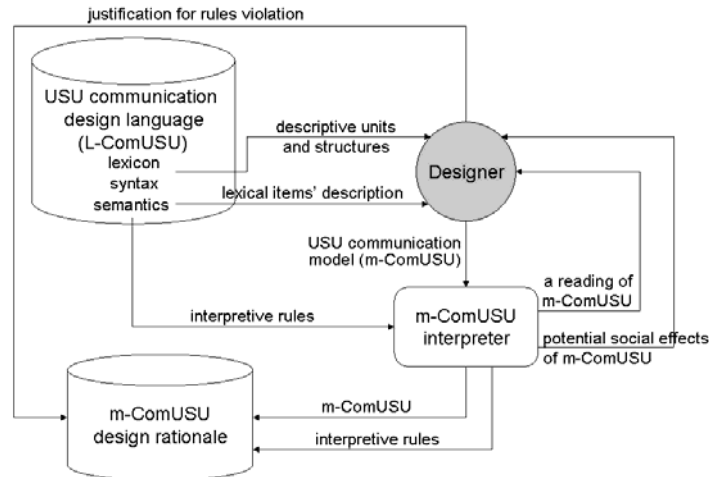 justification for rules violation
USU communication
design language
(L-ComUSU)
lexicon
syntax
semantics
descriptive units
and structures
lexical items' description
Designer
USU communication
model (m-ComUSU)
a reading of
m-ComUSU
interpretive rules
m-ComUSU
interpreter
potential social effects
of m-ComUSU
m-ComUSU
design rationale
m-ComUSU
interpretive rules